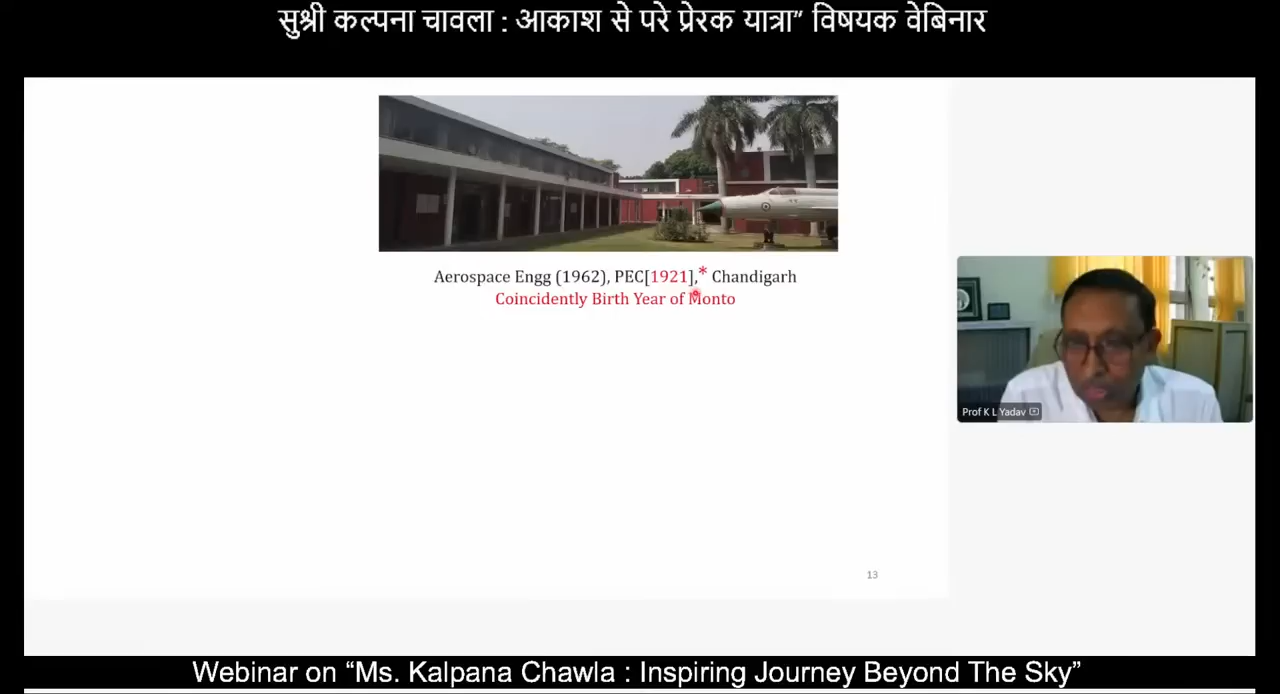 सुश्री कल्पना चावला : आकाश से परे प्रेरक यात्रा” विषयक वेबिनार
Aerospace Engg (1962), PEC[1921],* Chandigarh
Coincidently Birth Year of Monto
Prof K L Yadav
13
Webinar on “Ms. Kalpana Chawla : Inspiring Journey Beyond The Sky”